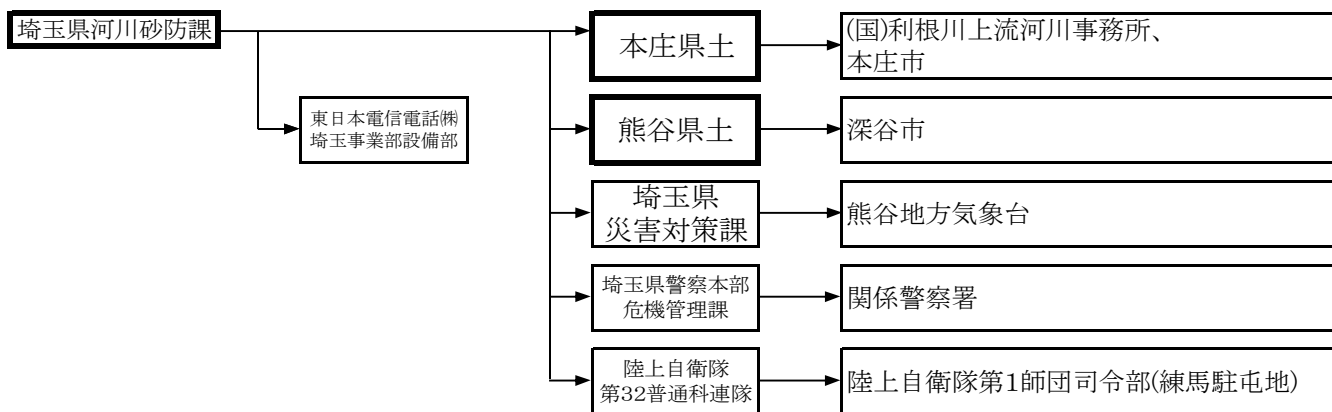 埼玉県河川砂防課
東日本電信電話㈱
埼玉事業部設備部
本庄県土
(国)利根川上流河川事務所、
本庄市
熊谷県土
深谷市
埼玉県
災害対策課
熊谷地方気象台
埼玉県警察本部
危機管理課
関係警察署
陸上自衛隊
第32普通科連隊
陸上自衛隊第1師団司令部(練馬駐屯地)